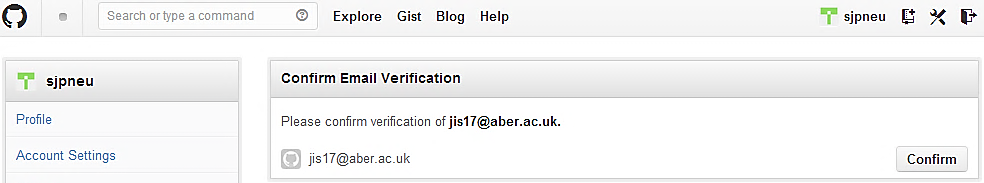 Search or type a command Explore Gist Blog Help sjpneu
sjpneu
Profile
Account Settings
Confirm Email Verification
Please confirm verification of jis17@aber.ac.uk.
jis17@aber.ac.uk Confirm